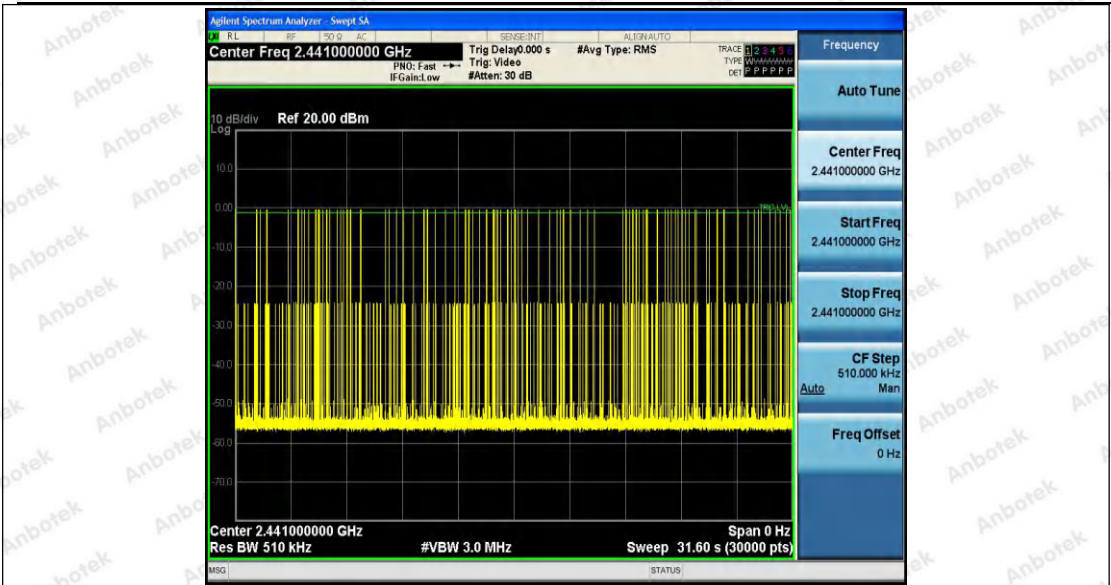 Agilent Spectrum Analyzer - Swept SA
RL RF 50 Ω AC SENSE:INT ALIGN AUTO
Center Freq 2.441000000 GHz
PNO: Fast
IFGain:Low
Trig Delay0.000 s
Trig: Video
#Atten: 30 dB
#Avg Type: RMS
TRACE 1 2 3 4 5 6
TYPE
DET P P P P P P
10 dB/div Ref 20.00 dBm
Log
10.0
0.00
TRIG LVL
-10.0
-20.0
-30.0
-40.0
-50.0
-60.0
-70.0
Center 2.441000000 GHz Span 0 Hz
Res BW 510 kHz #VBW 3.0 MHz Sweep 31.60 s (30000 pts)
MSG STATUS
Frequency
Auto Tune
Center Freq
2.441000000 GHz
Start Freq
2.441000000 GHz
Stop Freq
2.441000000 GHz
CF Step
510.000 kHz
Auto Man
Freq Offset
0 Hz
Anbotek